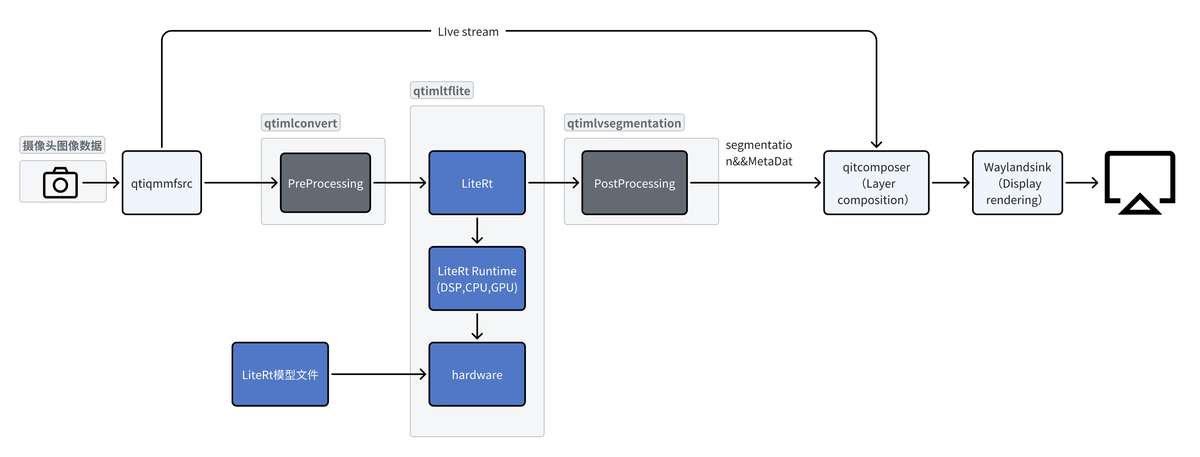 LIve stream
qtimltflite
qtimlconvert
qtimlvsegmentation
摄像头图像数据
segmentatio
n&&MetaDat
qtiqmmfsrc
PreProcessing
LiteRt
PostProcessing
qitcomposer
（Layer
composition）
Waylandsink
（Display
rendering）
LiteRt Runtime
(DSP,CPU,GPU)
LiteRt模型文件
hardware